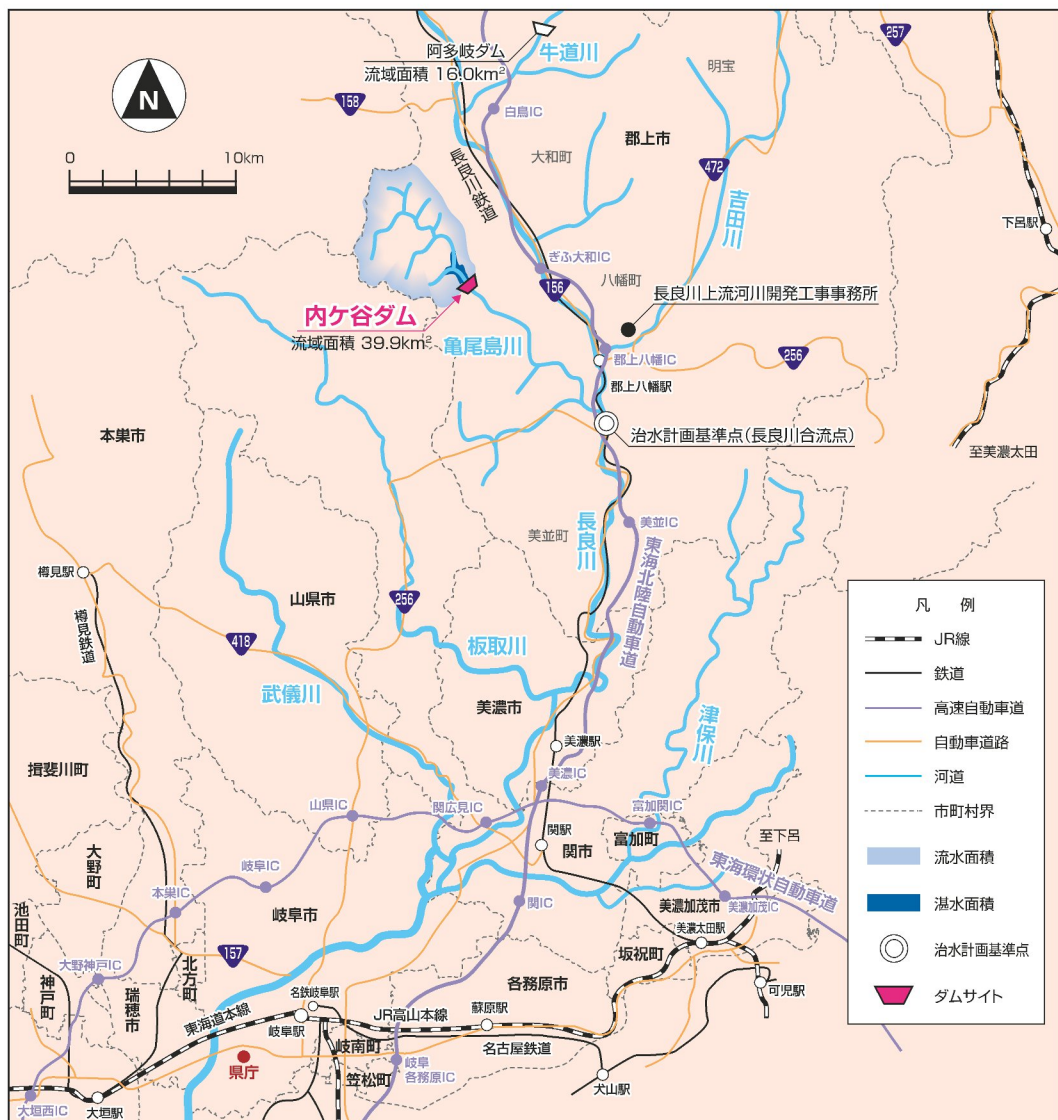 阿多岐ダム
流域面積 16.0km²
牛道川
257
明宝
N
158
白鳥IC
郡上市
0 10km
大和町
長良川鉄道
472
吉田川
下呂駅
ぎふ大和IC
156
八幡町
長良川上流河川開発工事事務所
内ケ谷ダム
流域面積 39.9km²
亀尾島川
郡上八幡IC
256
郡上八幡駅
治水計画基準点(長良川合流点)
本巣市
至美濃太田
長良川
美並IC
美並町
東海北陸自動車道
樽見駅
樽見鉄道
山県市
256
418
板取川
武儀川
美濃市
津保川
美濃駅
揖斐川町
美濃IC
山県IC
関広見IC
富加関IC
関駅
関市
富加町
至下呂
大野町
岐阜IC
東海環状自動車道
本巣IC
関IC
美濃加茂市
美濃加茂IC
池田町
岐阜市
美濃太田駅
坂祝町
157
北方町
大野神戸IC
神戸町
瑞穂市
各務原市
可児駅
名鉄岐阜駅
東海道本線
岐阜駅
JR高山本線
蘇原駅
岐南町
名古屋鉄道
県庁
笠松町
岐阜
各務原IC
犬山駅
大垣西IC
大垣駅
凡 例
JR線
鉄道
高速自動車道
自動車道路
河道
市町村界
流水面積
湛水面積
治水計画基準点
ダムサイト